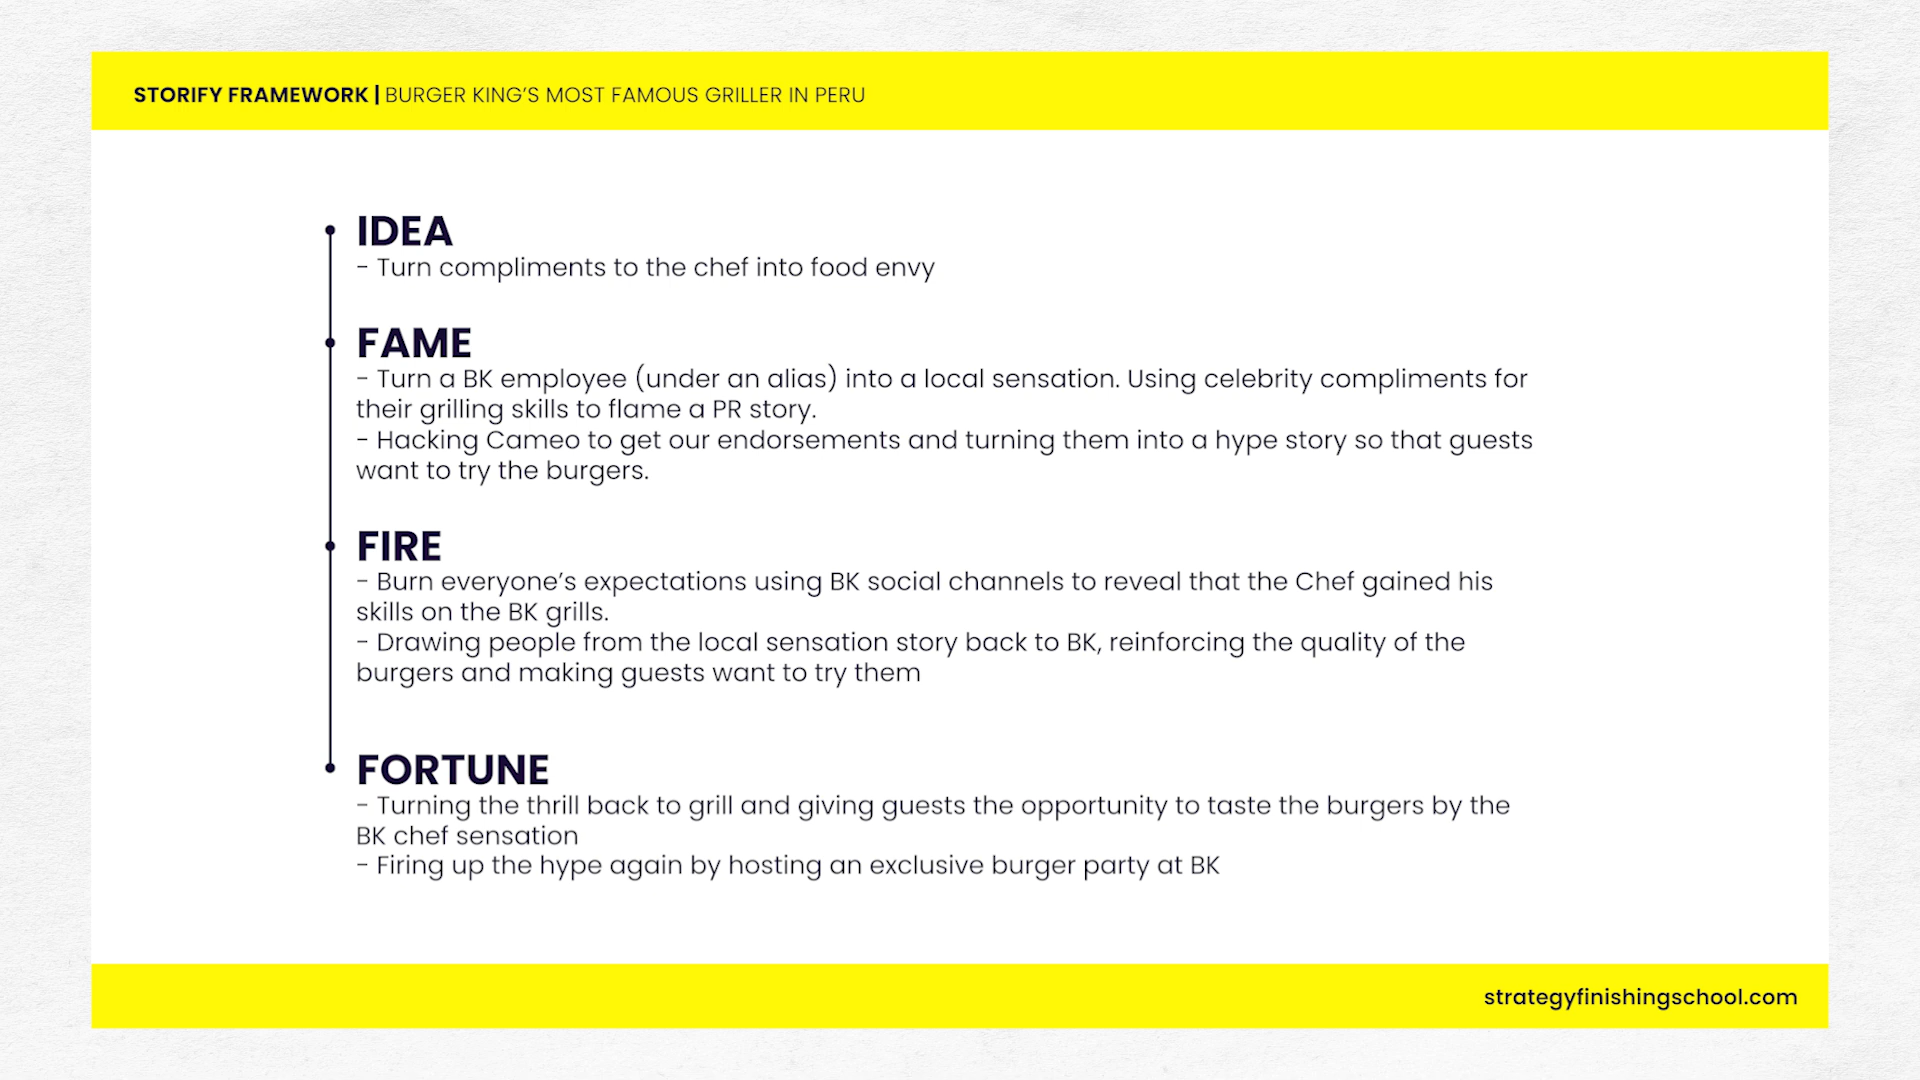 STORIFY FRAMEWORK | BURGER KING'S MOST FAMOUS GRILLER IN PERU
IDEA
- Turn compliments to the chef into food envy
FAME
- Turn a BK employee (under an alias) into a local sensation. Using celebrity compliments for
their grilling skills to flame a PR story.
- Hacking Cameo to get our endorsements and turning them into a hype story so that guests
want to try the burgers.
FIRE
- Burn everyone's expectations using BK social channels to reveal that the Chef gained his
skills on the BK grills.
- Drawing people from the local sensation story back to BK, reinforcing the quality of the
burgers and making guests want to try them
FORTUNE
- Turning the thrill back to grill and giving guests the opportunity to taste the burgers by the
BK chef sensation
- Firing up the hype again by hosting an exclusive burger party at BK
strategyfinishingschool.com